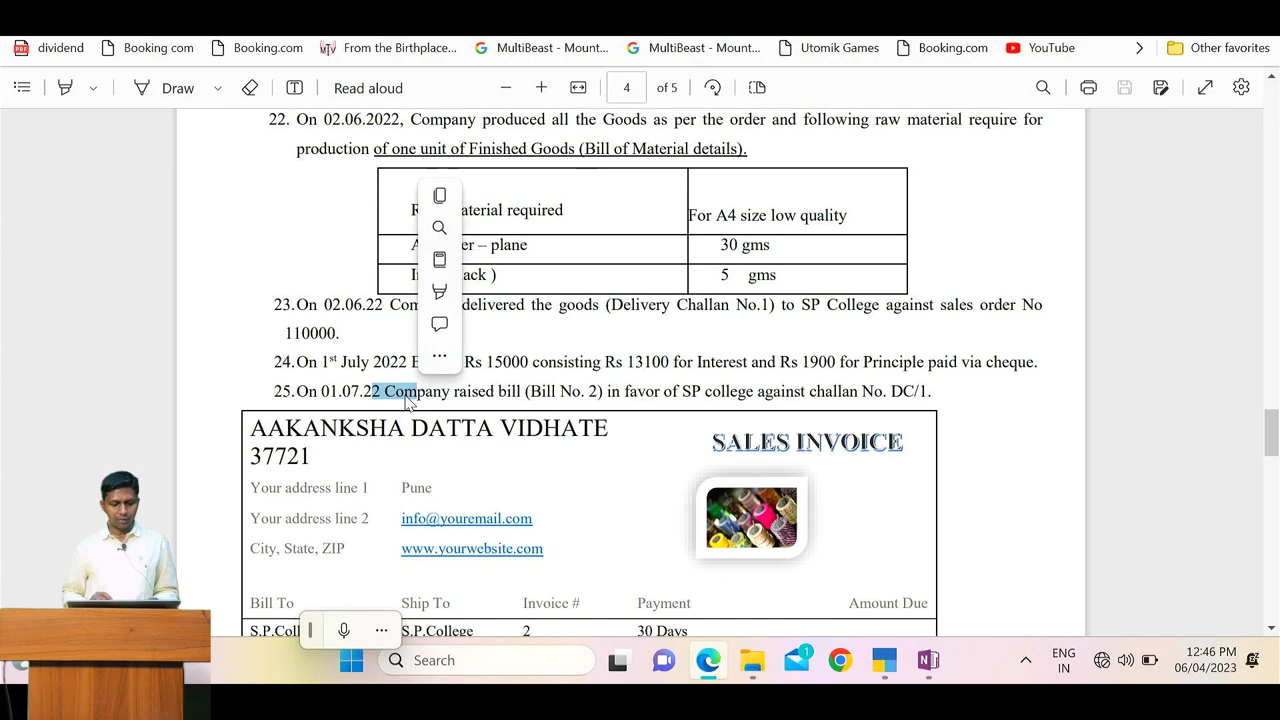 dividend Booking com Booking.com From the Birthplace... MultiBeast - Mount... MultiBeast - Mount... Utomik Games Booking.com YouTube Other favorites
Draw Read aloud 4 of 5
22. On 02.06.2022, Company produced all the Goods as per the order and following raw material require for
production of one unit of Finished Goods (Bill of Material details).
material required For A4 size low quality
– plane 30 gms
) 5 gms
23. On 02.06.22 delivered the goods (Delivery Challan No.1) to SP College against sales order No
110000.
24. On 1st July 2022 Rs 15000 consisting Rs 13100 for Interest and Rs 1900 for Principle paid via cheque.
25. On 01.07.22 Company raised bill (Bill No. 2) in favor of SP college against challan No. DC/1.
AAKANKSHA DATTA VIDHATE
37721
SALES INVOICE
Your address line 1 Pune
Your address line 2 info@youremail.com
City, State, ZIP www.yourwebsite.com
Bill To Ship To Invoice # Payment Amount Due
S.P.College 2 30 Days
Search
1
ENG
IN
12:46 PM
06/04/2023